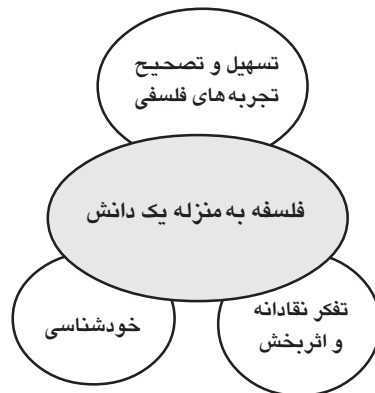 تسهیل و تصحیح
تجربه‌های فلسفی
فلسفه به منزله یک دانش
خودشناسی
تفکر نقادانه
و اثربخش